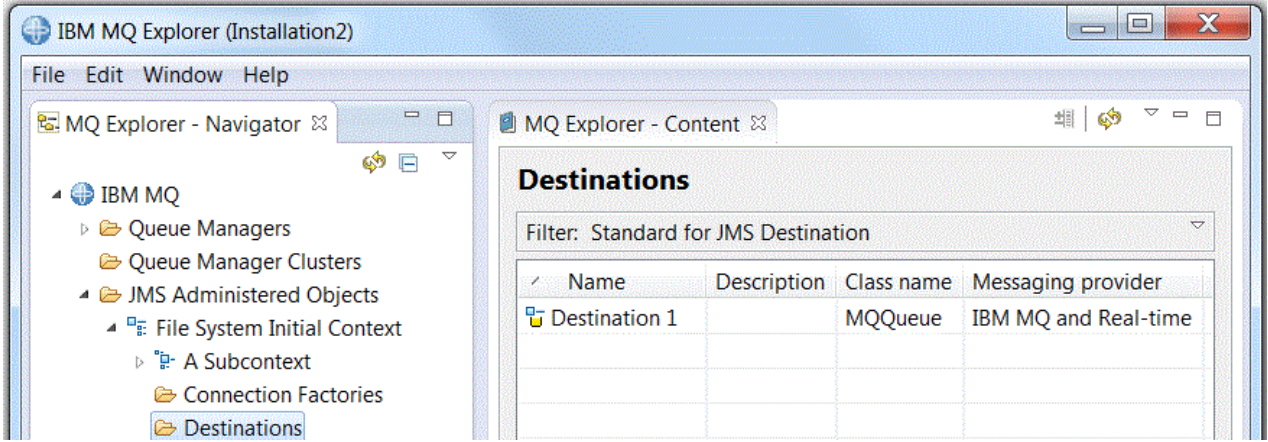 IBM MQ Explorer (Installation2)
File Edit Window Help
MQ Explorer - Navigator
IBM MQ
Queue Managers
Queue Manager Clusters
JMS Administered Objects
File System Initial Context
A Subcontext
Connection Factories
Destinations
MQ Explorer - Content
Destinations
Filter: Standard for JMS Destination
Name Description Class name Messaging provider
Destination 1 MQQueue IBM MQ and Real-time